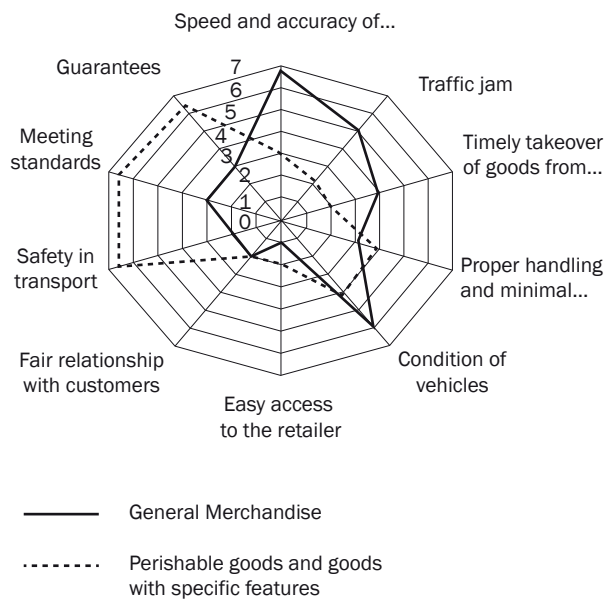 Speed and accuracy of...
Guarantees
Traffic jam
Meeting
standards
Timely takeover
of goods from...
7
6
5
4
3
2
1
0
Safety in
transport
Proper handling
and minimal...
Fair relationship
with customers
Condition of
vehicles
Easy access
to the retailer
General Merchandise
Perishable goods and goods
with specific features